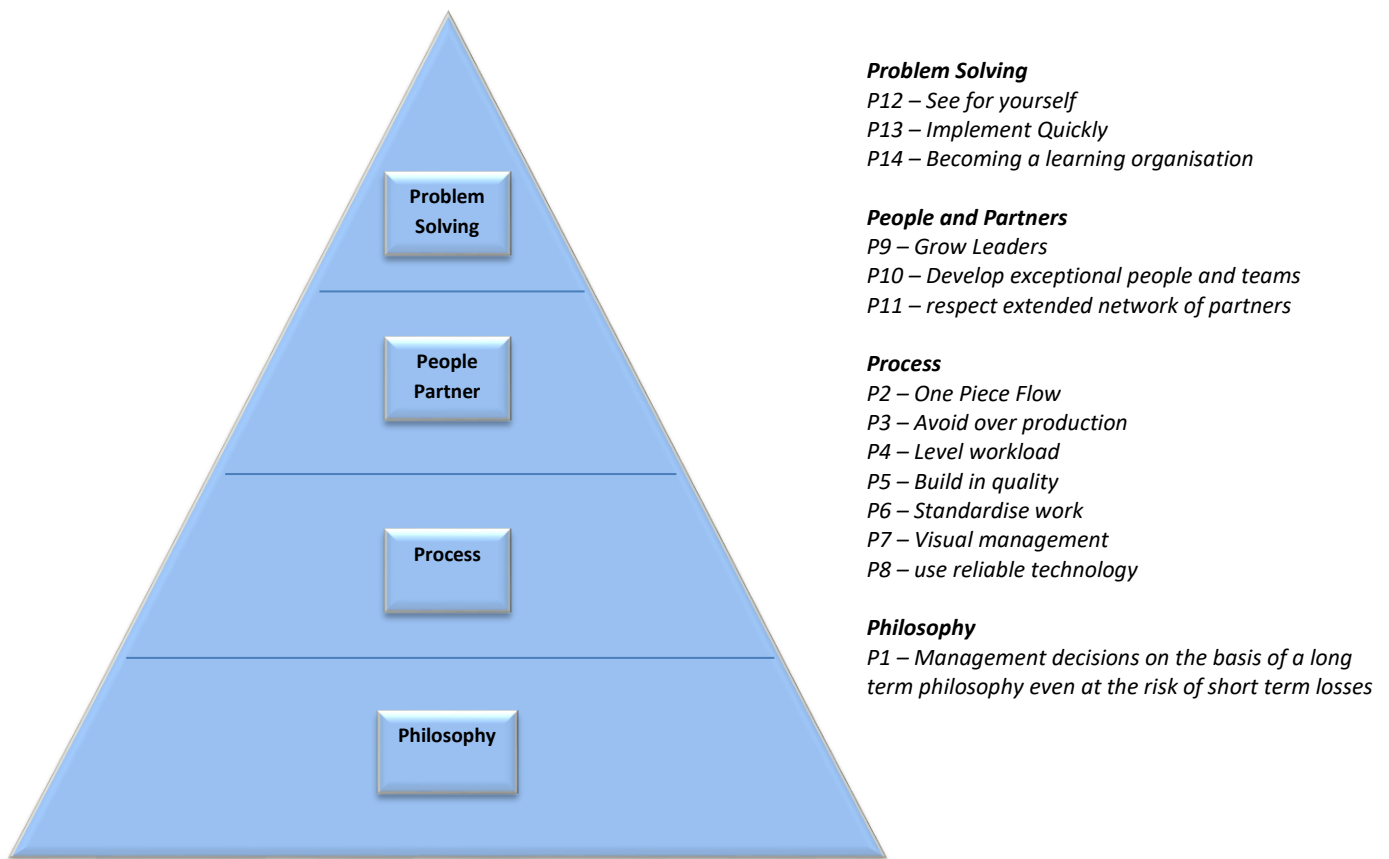 Problem
Solving
People
Partner
Process
Philosophy
Problem Solving
P12 – See for yourself
P13 – Implement Quickly
P14 – Becoming a learning organisation
People and Partners
P9 – Grow Leaders
P10 – Develop exceptional people and teams
P11 – respect extended network of partners
Process
P2 – One Piece Flow
P3 – Avoid over production
P4 – Level workload
P5 – Build in quality
P6 – Standardise work
P7 – Visual management
P8 – use reliable technology
Philosophy
P1 – Management decisions on the basis of a long
term philosophy even at the risk of short term losses